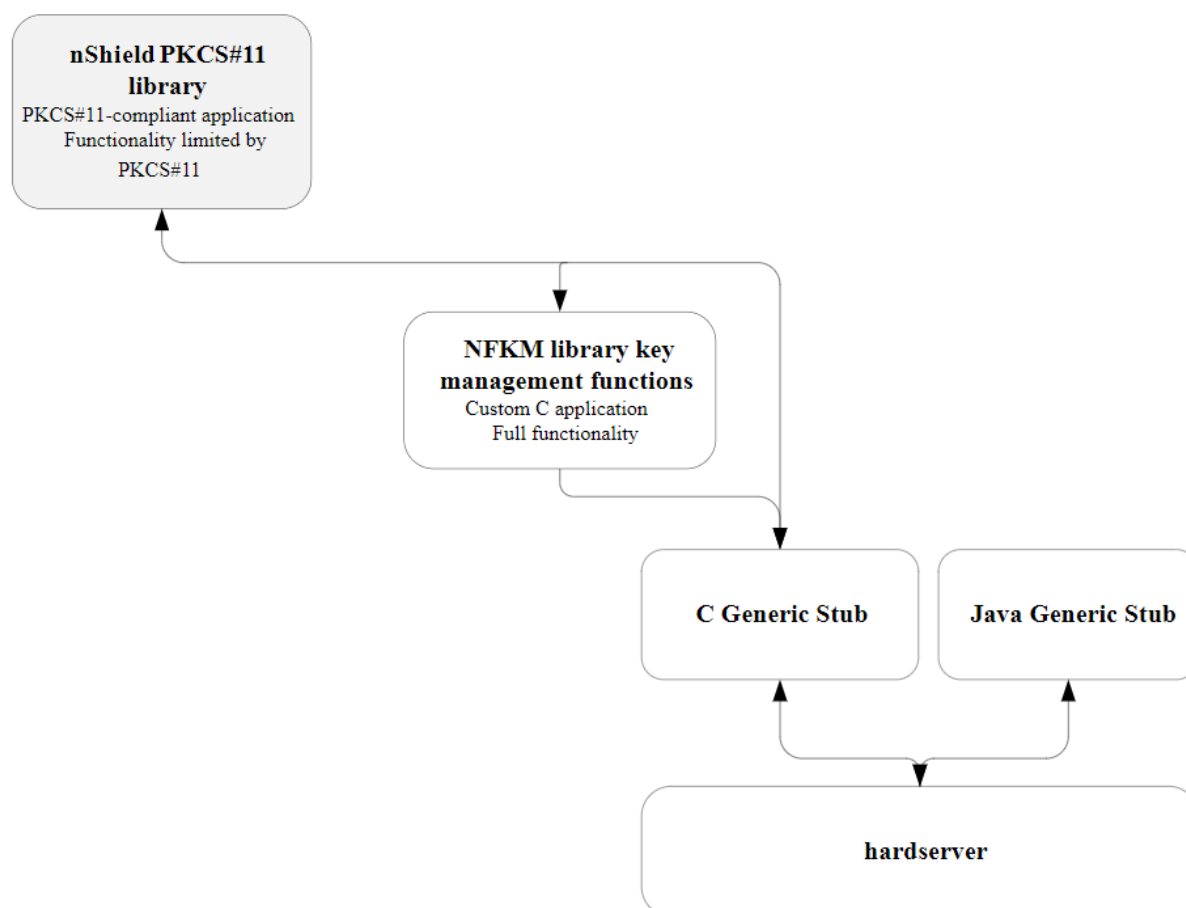 nShield PKCS#11
library
PKCS#11-compliant application
Functionality limited by
PKCS#11
NFKM library key
management functions
Custom C application
Full functionality
C Generic Stub
Java Generic Stub
hardserver